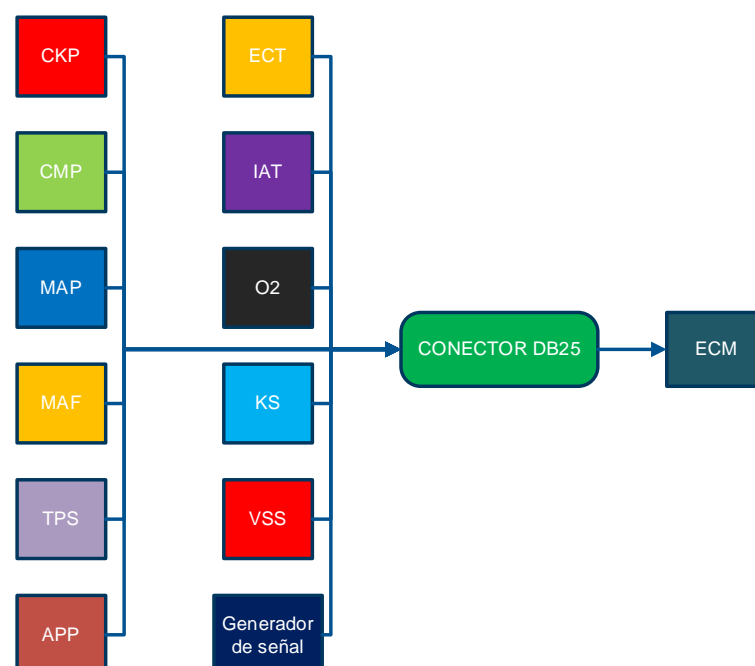 CKP
CMP
MAP
MAF
TPS
APP
ECT
IAT
O2
KS
VSS
Generador
de señal
CONECTOR DB25
ECM